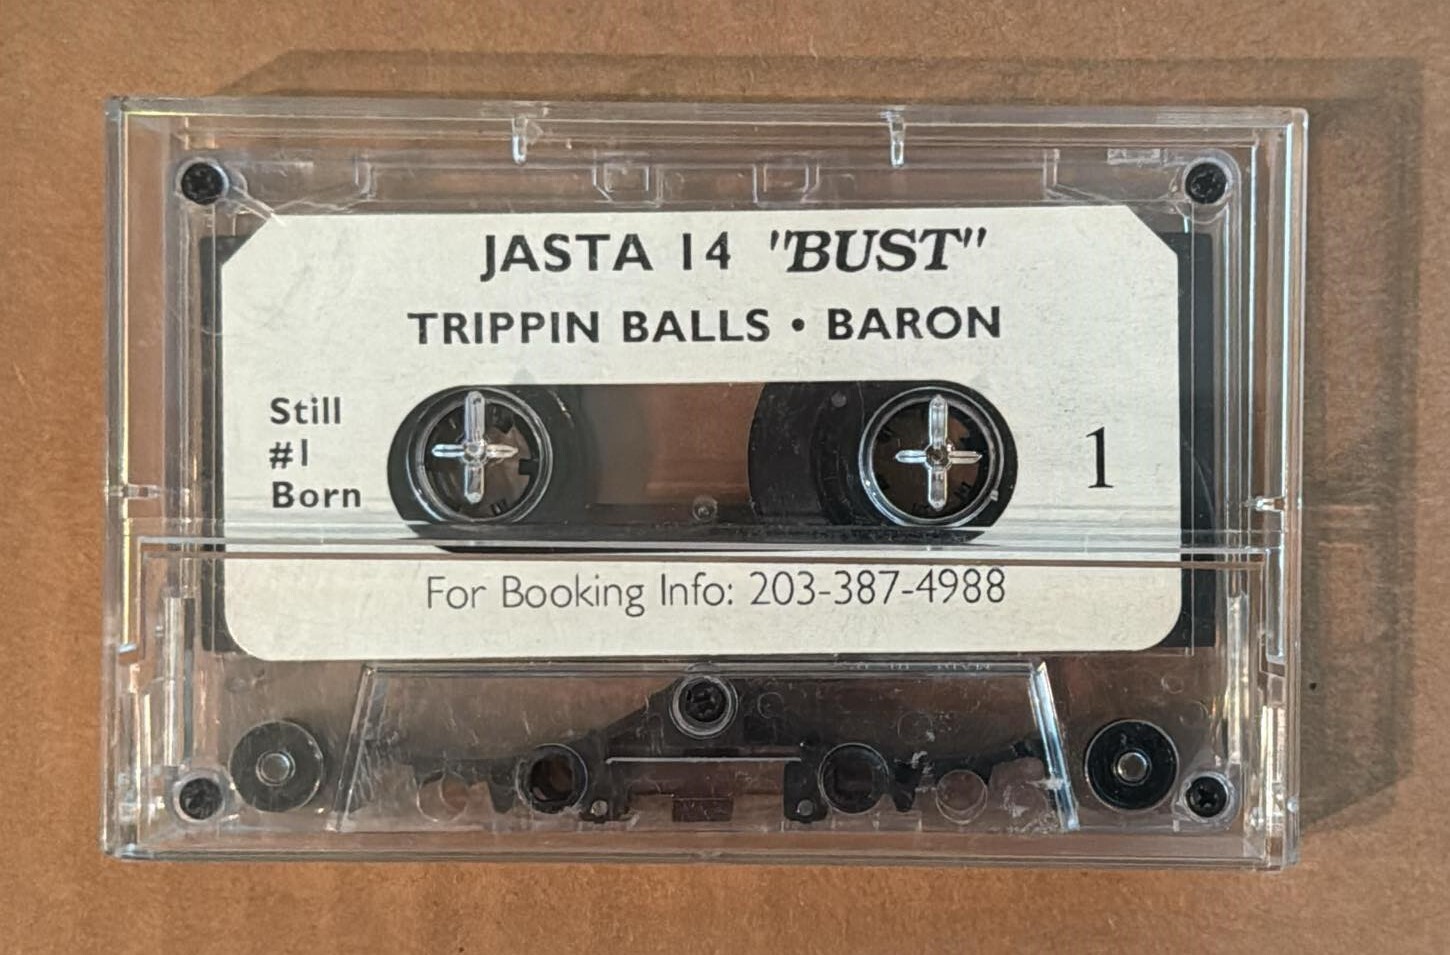 JASTA 14 "BUST"
TRIPPIN BALLS • BARON
Still
#1
Born
1
For Booking Info: 203-387-4988